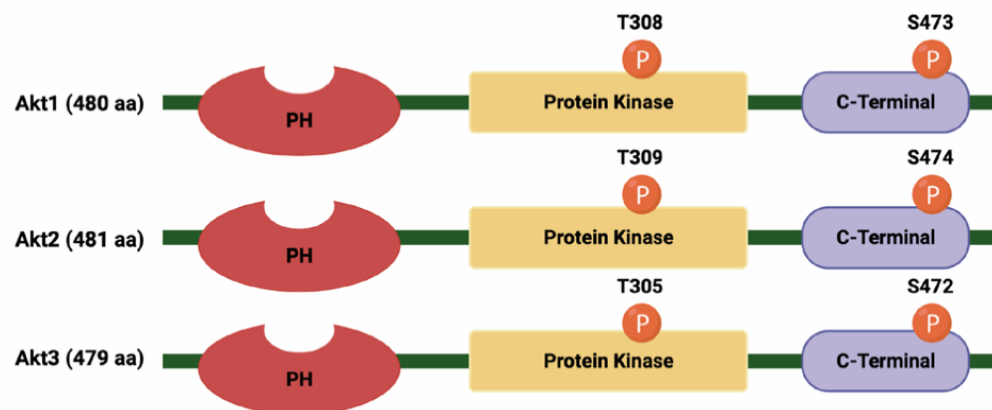 T308 S473
P P
Akt1 (480 aa) PH Protein Kinase C-Terminal
T309 S474
P P
Akt2 (481 aa) PH Protein Kinase C-Terminal
T305 S472
P P
Akt3 (479 aa) PH Protein Kinase C-Terminal